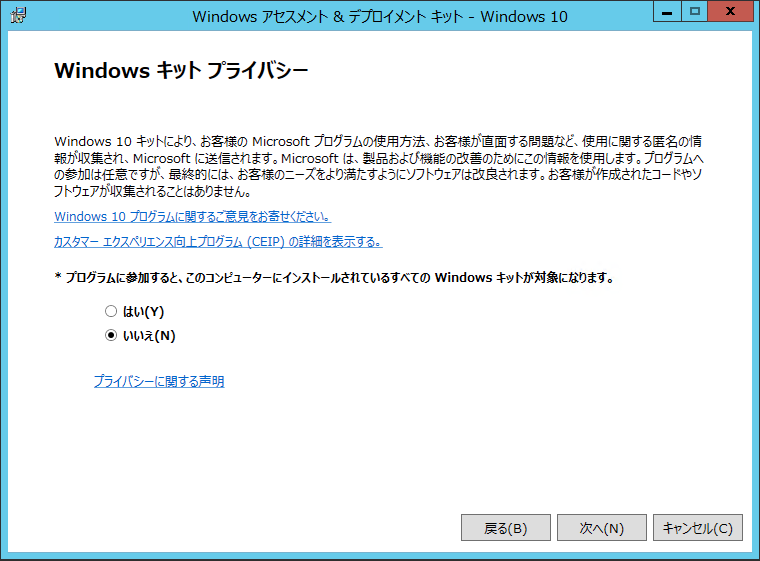 Windows アセスメント & デプロイメント キット - Windows 10
Windows キット プライバシー
Windows 10 キットにより、お客様の Microsoft プログラムの使用方法、お客様が直面する問題など、使用に関する匿名の情
報が収集され、Microsoft に送信されます。Microsoft は、製品および機能の改善のためにこの情報を使用します。プログラムへ
の参加は任意ですが、最終的には、お客様のニーズをより満たすようにソフトウェアは改良されます。お客様が作成されたコードやソ
フトウェアが収集されることはありません。
Windows 10 プログラムに関するご意見をお寄せください。
カスタマー エクスペリエンス向上プログラム (CEIP) の詳細を表示する。
* プログラムに参加すると、このコンピューターにインストールされているすべての Windows キットが対象になります。
はい(Y)
いいえ(N)
プライバシーに関する声明
戻る(B) 次へ(N) キャンセル(C)